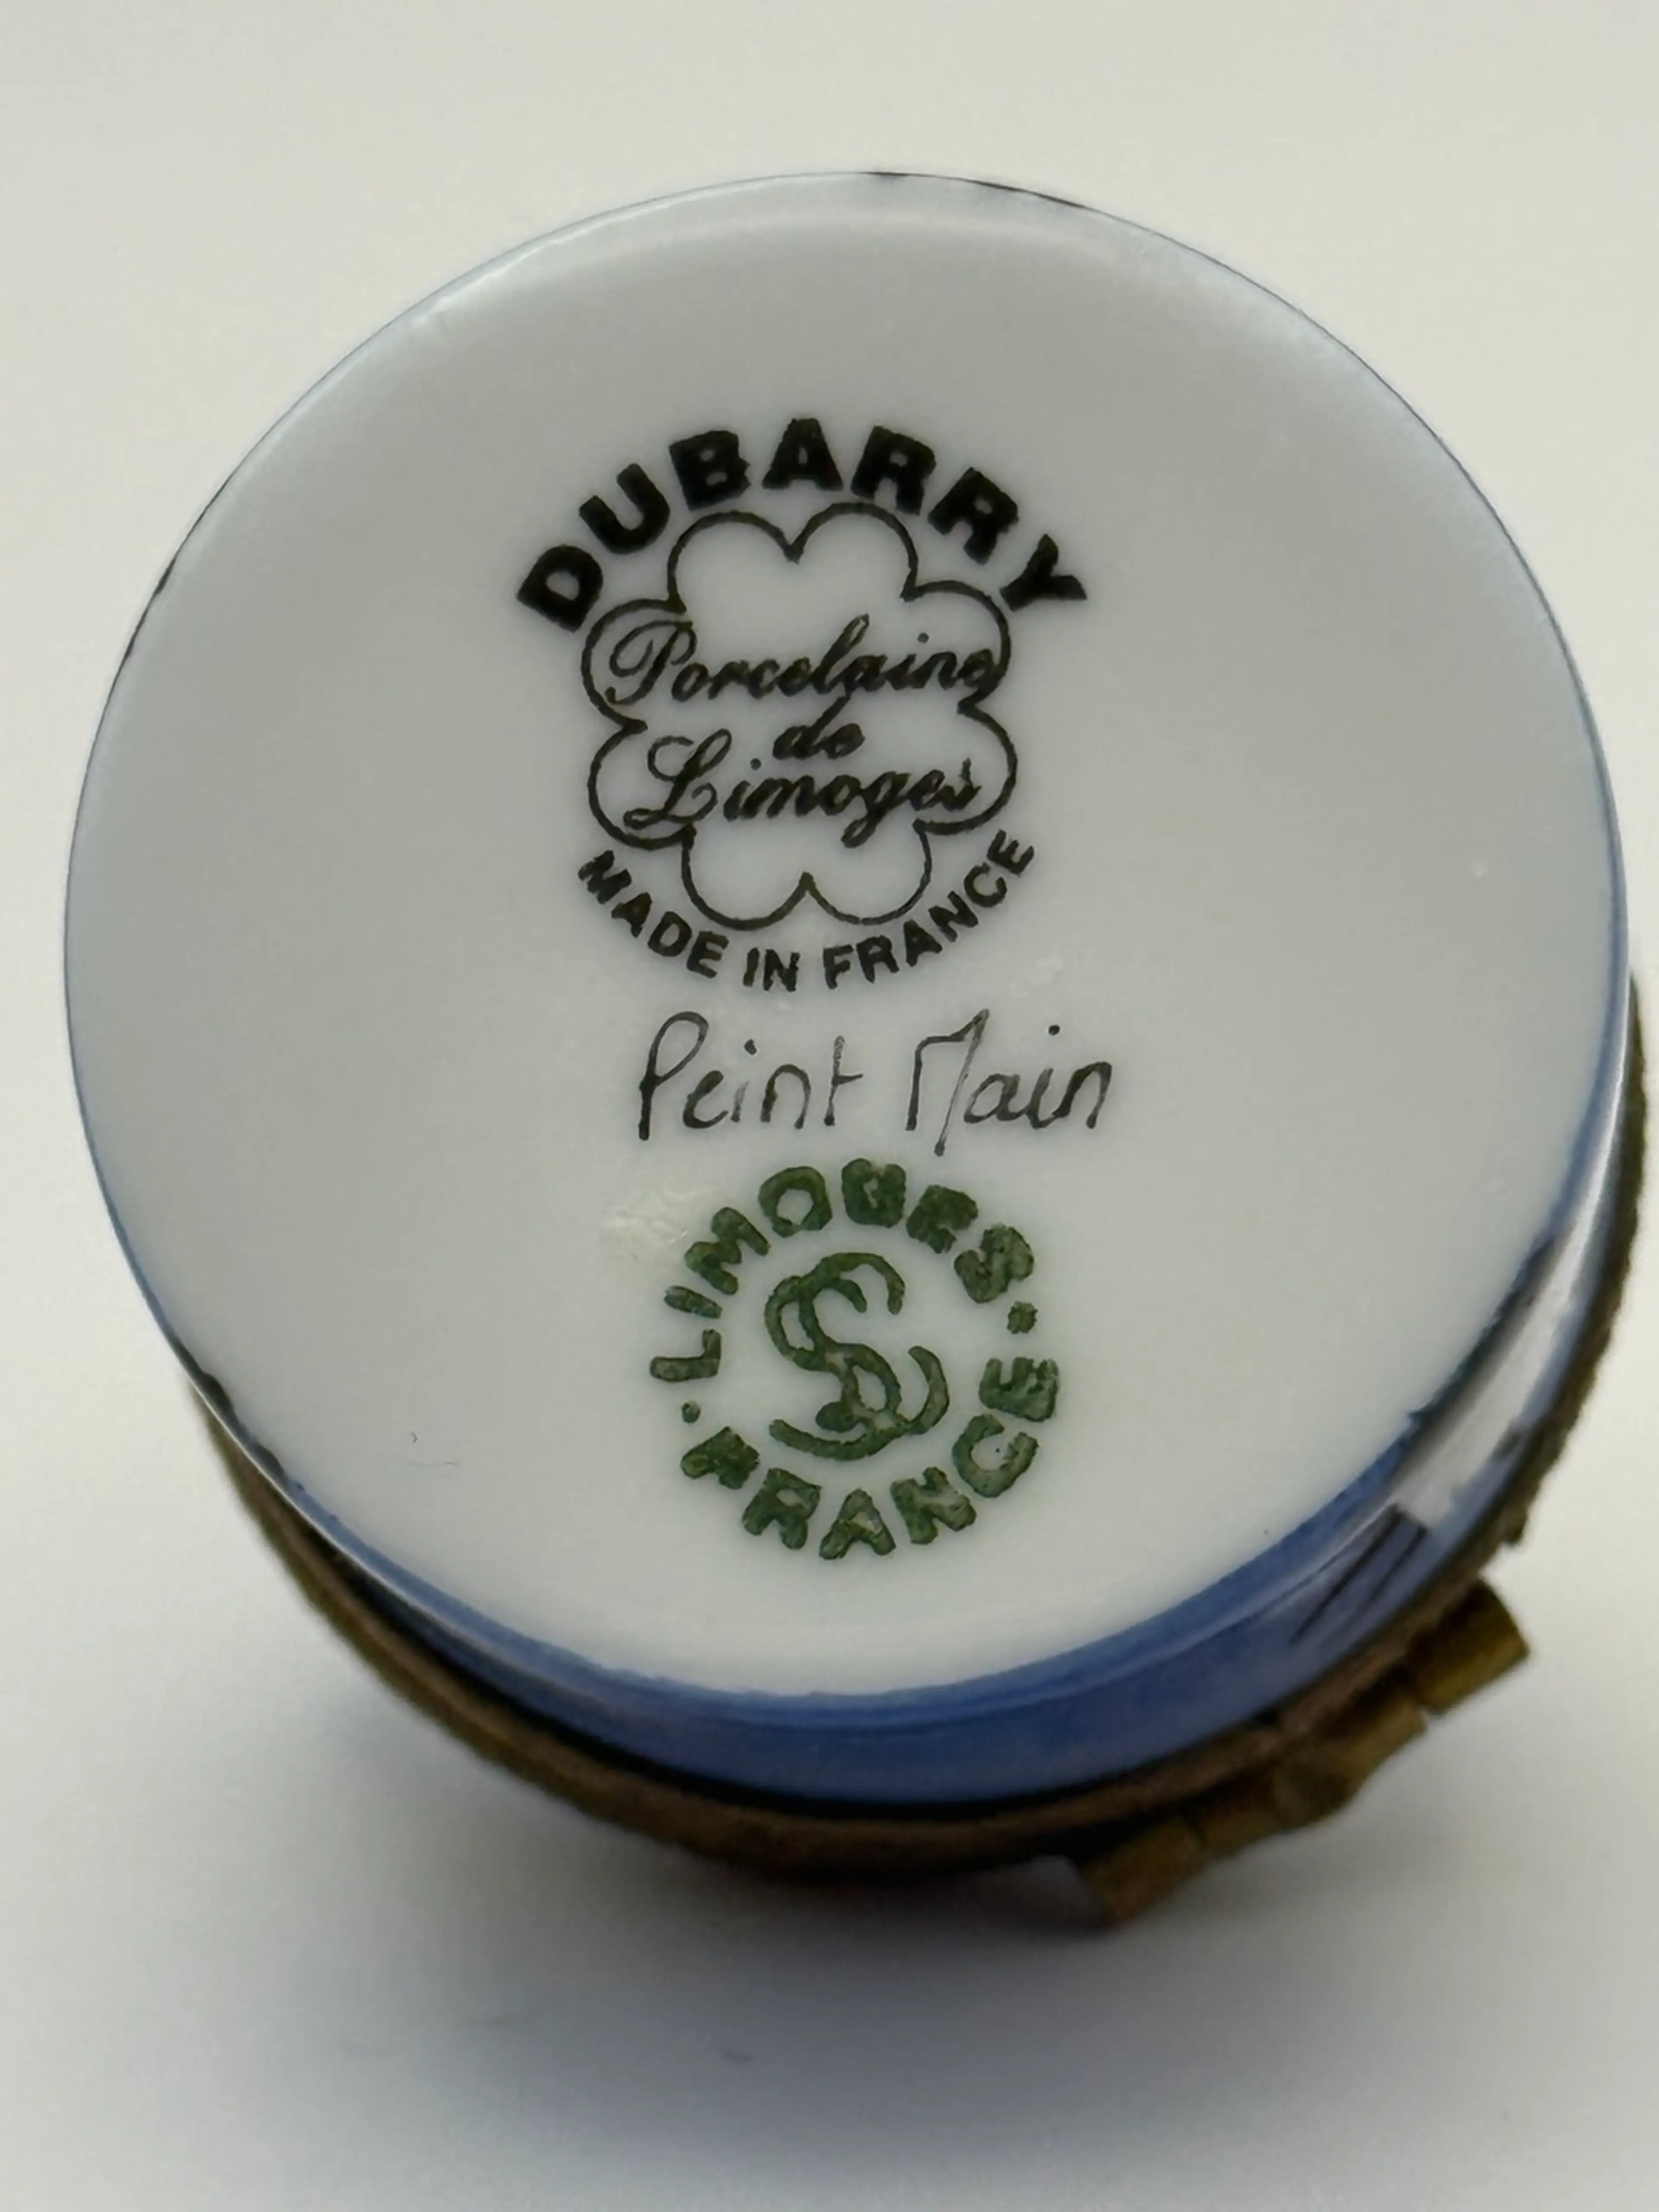 DUBARRY
Porcelaine
de
Limoges
MADE IN FRANCE
Peint Main
LIMOGES
FRANCE